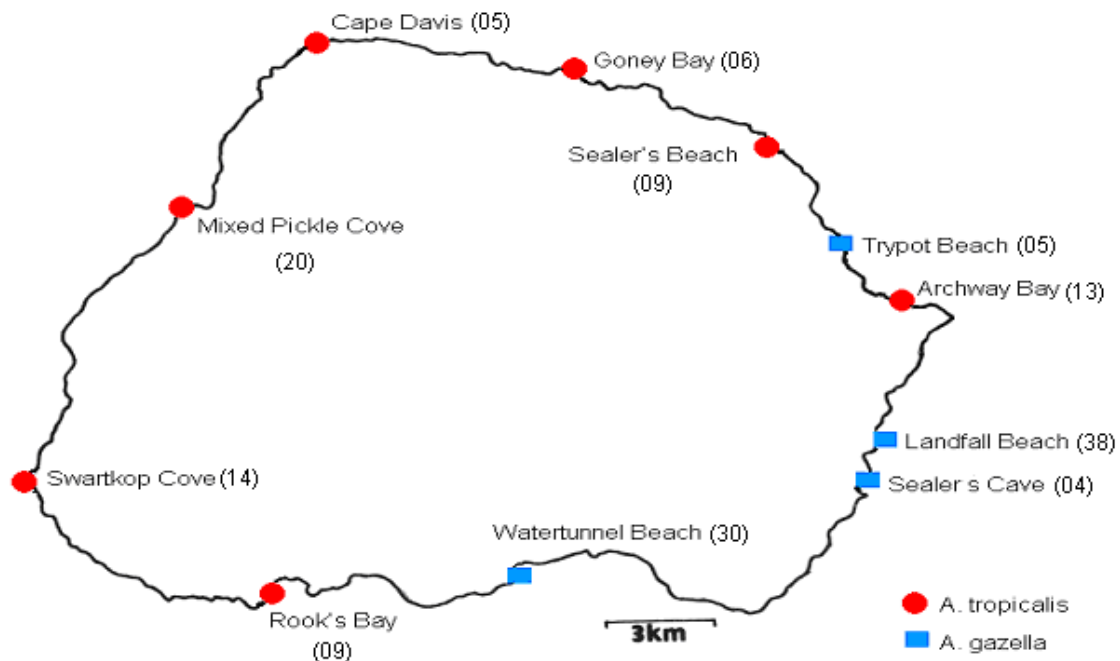 Cape Davis (05)
Goney Bay (06)
Sealer's Beach
(09)
Mixed Pickle Cove
(20)
Trypot Beach (05)
Archway Bay (13)
Landfall Beach (38)
Swartkop Cove (14)
Sealer s Cave (04)
Watertunnel Beach (30)
Rook's Bay
(09)
3km
A. tropicalis
A. gazella